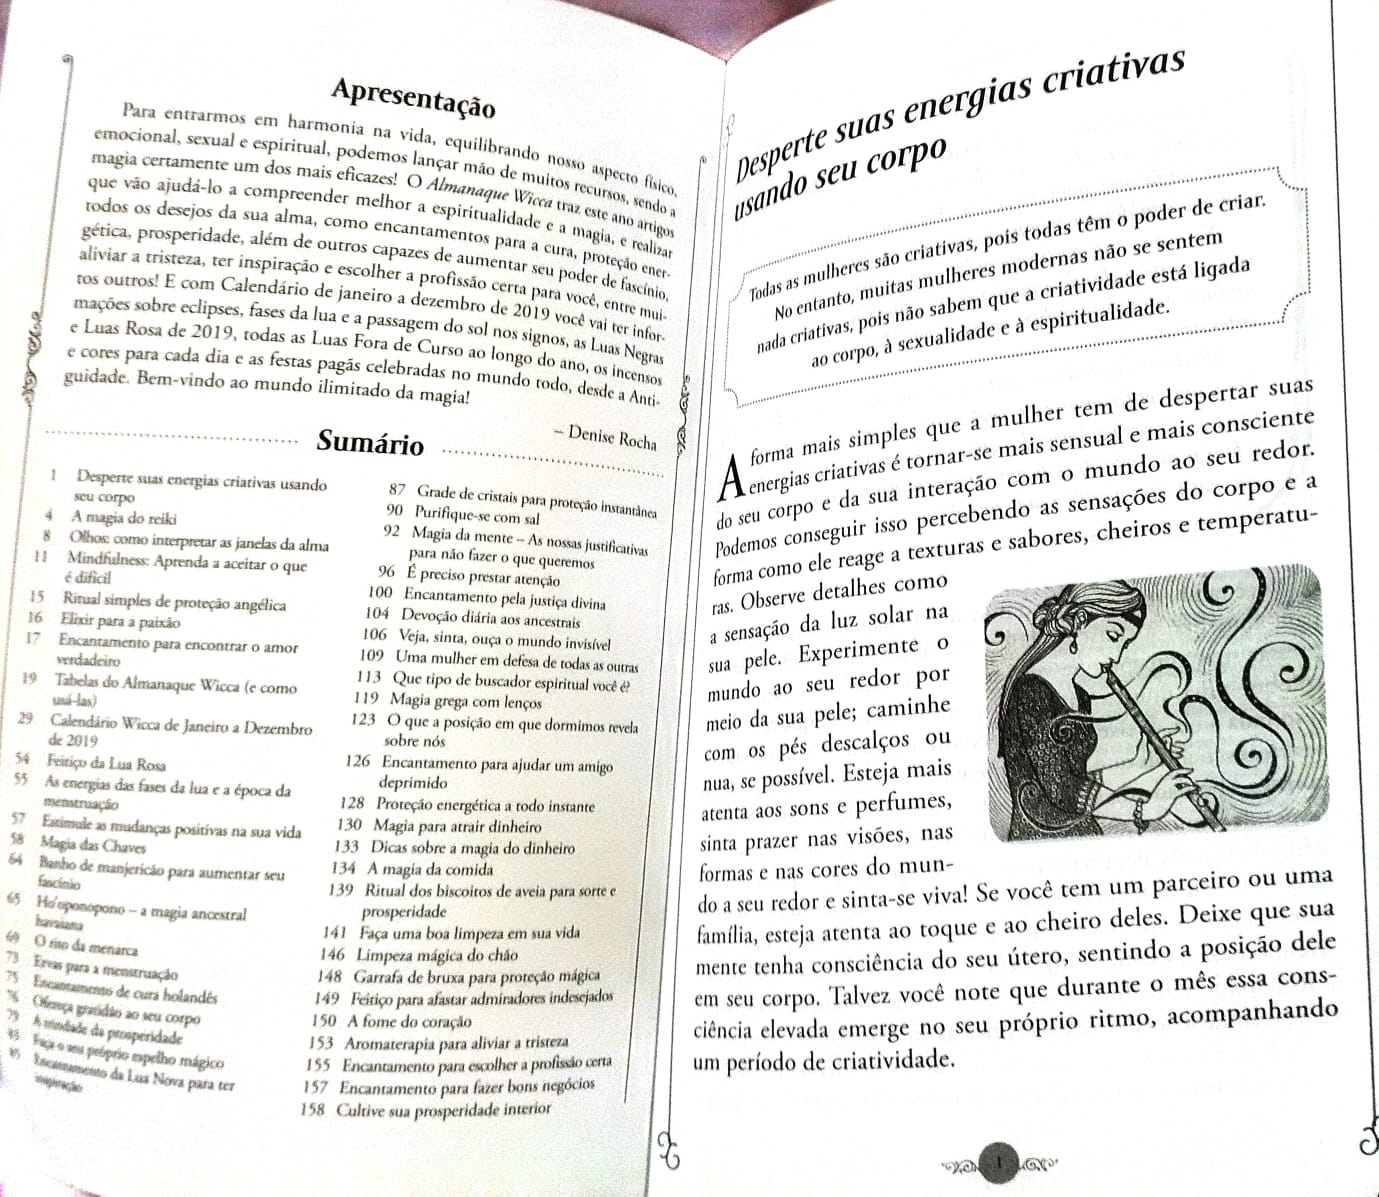 Apresentação
Para entrarmos em harmonia na vida, equilibrando nosso aspecto físico,
emocional, sexual e espiritual, podemos lançar mão de muitos recursos, sendo a
magia certamente um dos mais eficazes! O Almanaque Wicca traz este ano artigos
que vão ajudá-lo a compreender melhor a espiritualidade e a magia, e realizar
todos os desejos da sua alma, como encantamentos para a cura, proteção ener-
gética, prosperidade, além de outros capazes de aumentar seu poder de fascínio,
aliviar a tristeza, ter inspiração e escolher a profissão certa para você, entre mui-
tos outros! E com Calendário de janeiro a dezembro de 2019 você vai ter infor-
mações sobre eclipses, fases da lua e a passagem do sol nos signos, as Luas Negras
e Luas Rosa de 2019, todas as Luas Fora de Curso ao longo do ano, os incensos
e cores para cada dia e as festas pagãs celebradas no mundo todo, desde a Anti-
guidade. Bem-vindo ao mundo ilimitado da magia!
– Denise Rocha
Sumário
1 Desperte suas energias criativas usando
seu corpo
4 A magia do reiki
8 Olhos: como interpretar as janelas da alma
11 Mindfulness: Aprenda a aceitar o que
é difícil
15 Ritual simples de proteção angélica
16 Elixir para a paixão
17 Encantamento para encontrar o amor
verdadeiro
19 Tabelas do Almanaque Wicca (e como
usá-las)
29 Calendário Wicca de Janeiro a Dezembro
de 2019
54 Feitiço da Lua Rosa
55 As energias das fases da lua e a época da
menstruação
57 Estimule as mudanças positivas na sua vida
58 Magia das Chaves
64 Banho de manjericão para aumentar seu
fascínio
65 Ho'oponopono – a magia ancestral
havaiana
69 O rito da menarca
73 Ervas para a menstruação
75 Encantamento de cura holandês
76 Ofereça gratidão ao seu corpo
79 A trindade da prosperidade
Faça o seu próprio espelho mágico
Encantamento da Lua Nova para ter
inspiração
87 Grade de cristais para proteção instantânea
90 Purifique-se com sal
92 Magia da mente – As nossas justificativas
para não fazer o que queremos
96 É preciso prestar atenção
100 Encantamento pela justiça divina
104 Devoção diária aos ancestrais
106 Veja, sinta, ouça o mundo invisível
109 Uma mulher em defesa de todas as outras
113 Que tipo de buscador espiritual você é?
119 Magia grega com lenços
123 O que a posição em que dormimos revela
sobre nós
126 Encantamento para ajudar um amigo
deprimido
128 Proteção energética a todo instante
130 Magia para atrair dinheiro
133 Dicas sobre a magia do dinheiro
134 A magia da comida
139 Ritual dos biscoitos de aveia para sorte e
prosperidade
141 Faça uma boa limpeza em sua vida
146 Limpeza mágica do chão
148 Garrafa de bruxa para proteção mágica
149 Feitiço para afastar admiradores indesejados
150 A fome do coração
153 Aromaterapia para aliviar a tristeza
155 Encantamento para escolher a profissão certa
157 Encantamento para fazer bons negócios
158 Cultive sua prosperidade interior
Desperte suas energias criativas
usando seu corpo
Todas as mulheres são criativas, pois todas têm o poder de criar.
No entanto, muitas mulheres modernas não se sentem
nada criativas, pois não sabem que a criatividade está ligada
ao corpo, à sexualidade e à espiritualidade.
A forma mais simples que a mulher tem de despertar suas
energias criativas é tornar-se mais sensual e mais consciente
do seu corpo e da sua interação com o mundo ao seu redor.
Podemos conseguir isso percebendo as sensações do corpo e a
forma como ele reage a texturas e sabores, cheiros e temperatu-
ras. Observe detalhes como
a sensação da luz solar na
sua pele. Experimente o
mundo ao seu redor por
meio da sua pele; caminhe
com os pés descalços ou
nua, se possível. Esteja mais
atenta aos sons e perfumes,
sinta prazer nas visões, nas
formas e nas cores do mun-
do a seu redor e sinta-se viva! Se você tem um parceiro ou uma
família, esteja atenta ao toque e ao cheiro deles. Deixe que sua
mente tenha consciência do seu útero, sentindo a posição dele
em seu corpo. Talvez você note que durante o mês essa cons-
ciência elevada emerge no seu próprio ritmo, acompanhando
um período de criatividade.
1